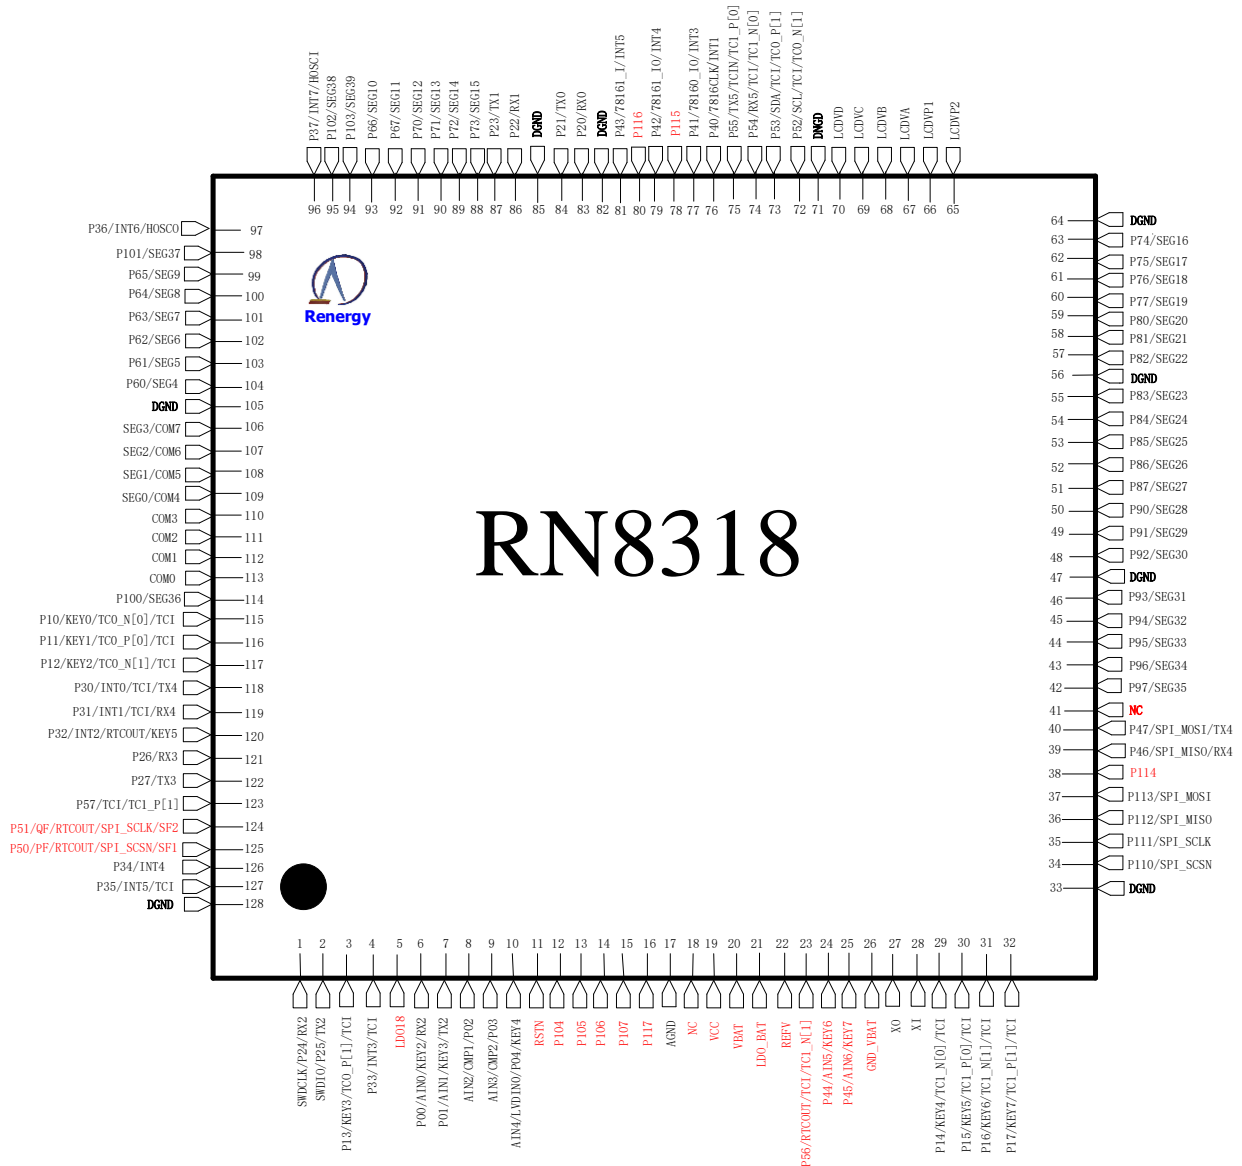 P37/INT7/HOSCI
P102/SEG38
P103/SEG39
P66/SEG10
P67/SEG11
P70/SEG12
P71/SEG13
P72/SEG14
P73/SEG15
P23/TX1
P22/RX1
DGND
P21/TX0
P20/RX0
DGND
P43/78161_I/INT5
P116
P42/78161_IO/INT4
P115
P41/78160_IO/INT3
P40/7816CLK/INT1
P55/TX5/TCIN/TC1_P[0]
P54/RX5/TCI/TC1_N[0]
P53/SDA/TCI/TC0_P[1]
P52/SCL/TCI/TC0_N[1]
DNGD
LCDVD
LCDVC
LCDVB
LCDVA
LCDVP1
LCDVP2
96 95 94 93 92 91 90 89 88 87 86 85 84 83 82 81 80 79 78 77 76 75 74 73 72 71 70 69 68 67 66 65
P36/INT6/HOSCO 97
P101/SEG37 98
P65/SEG9 99
P64/SEG8 100
P63/SEG7 101
P62/SEG6 102
P61/SEG5 103
P60/SEG4 104
DGND 105
SEG3/COM7 106
SEG2/COM6 107
SEG1/COM5 108
SEG0/COM4 109
COM3 110
COM2 111
COM1 112
COM0 113
P100/SEG36 114
P10/KEY0/TC0_N[0]/TCI 115
P11/KEY1/TC0_P[0]/TCI 116
P12/KEY2/TC0_N[1]/TCI 117
P30/INT0/TCI/TX4 118
P31/INT1/TCI/RX4 119
P32/INT2/RTCOUT/KEY5 120
P26/RX3 121
P27/TX3 122
P57/TCI/TC1_P[1] 123
P51/QF/RTCOUT/SPI_SCLK/SF2 124
P50/PF/RTCOUT/SPI_SCSN/SF1 125
P34/INT4 126
P35/INT5/TCI 127
DGND 128
Renergy
RN8318
64 DGND
63 P74/SEG16
62 P75/SEG17
61 P76/SEG18
60 P77/SEG19
59 P80/SEG20
58 P81/SEG21
57 P82/SEG22
56 DGND
55 P83/SEG23
54 P84/SEG24
53 P85/SEG25
52 P86/SEG26
51 P87/SEG27
50 P90/SEG28
49 P91/SEG29
48 P92/SEG30
47 DGND
46 P93/SEG31
45 P94/SEG32
44 P95/SEG33
43 P96/SEG34
42 P97/SEG35
41 NC
40 P47/SPI_MOSI/TX4
39 P46/SPI_MISO/RX4
38 P114
37 P113/SPI_MOSI
36 P112/SPI_MISO
35 P111/SPI_SCLK
34 P110/SPI_SCSN
33 DGND
1 2 3 4 5 6 7 8 9 10 11 12 13 14 15 16 17 18 19 20 21 22 23 24 25 26 27 28 29 30 31 32
SWDCLK/P24/RX2
SWDIO/P25/TX2
P13/KEY3/TC0_P[1]/TCI
P33/INT3/TCI
LDO18
P00/AIN0/KEY2/RX2
P01/AIN1/KEY3/TX2
AIN2/CMP1/P02
AIN3/CMP2/P03
AIN4/LVDIN0/P04/KEY4
RSTN
P104
P105
P106
P107
P117
AGND
NC
VCC
VBAT
LDO_BAT
REFV
P56/RTCOUT/TCI/TC1_N[1]
P44/AIN5/KEY6
P45/AIN6/KEY7
GND_VBAT
XO
XI
P14/KEY4/TC1_N[0]/TCI
P15/KEY5/TC1_P[0]/TCI
P16/KEY6/TC1_N[1]/TCI
P17/KEY7/TC1_P[1]/TCI